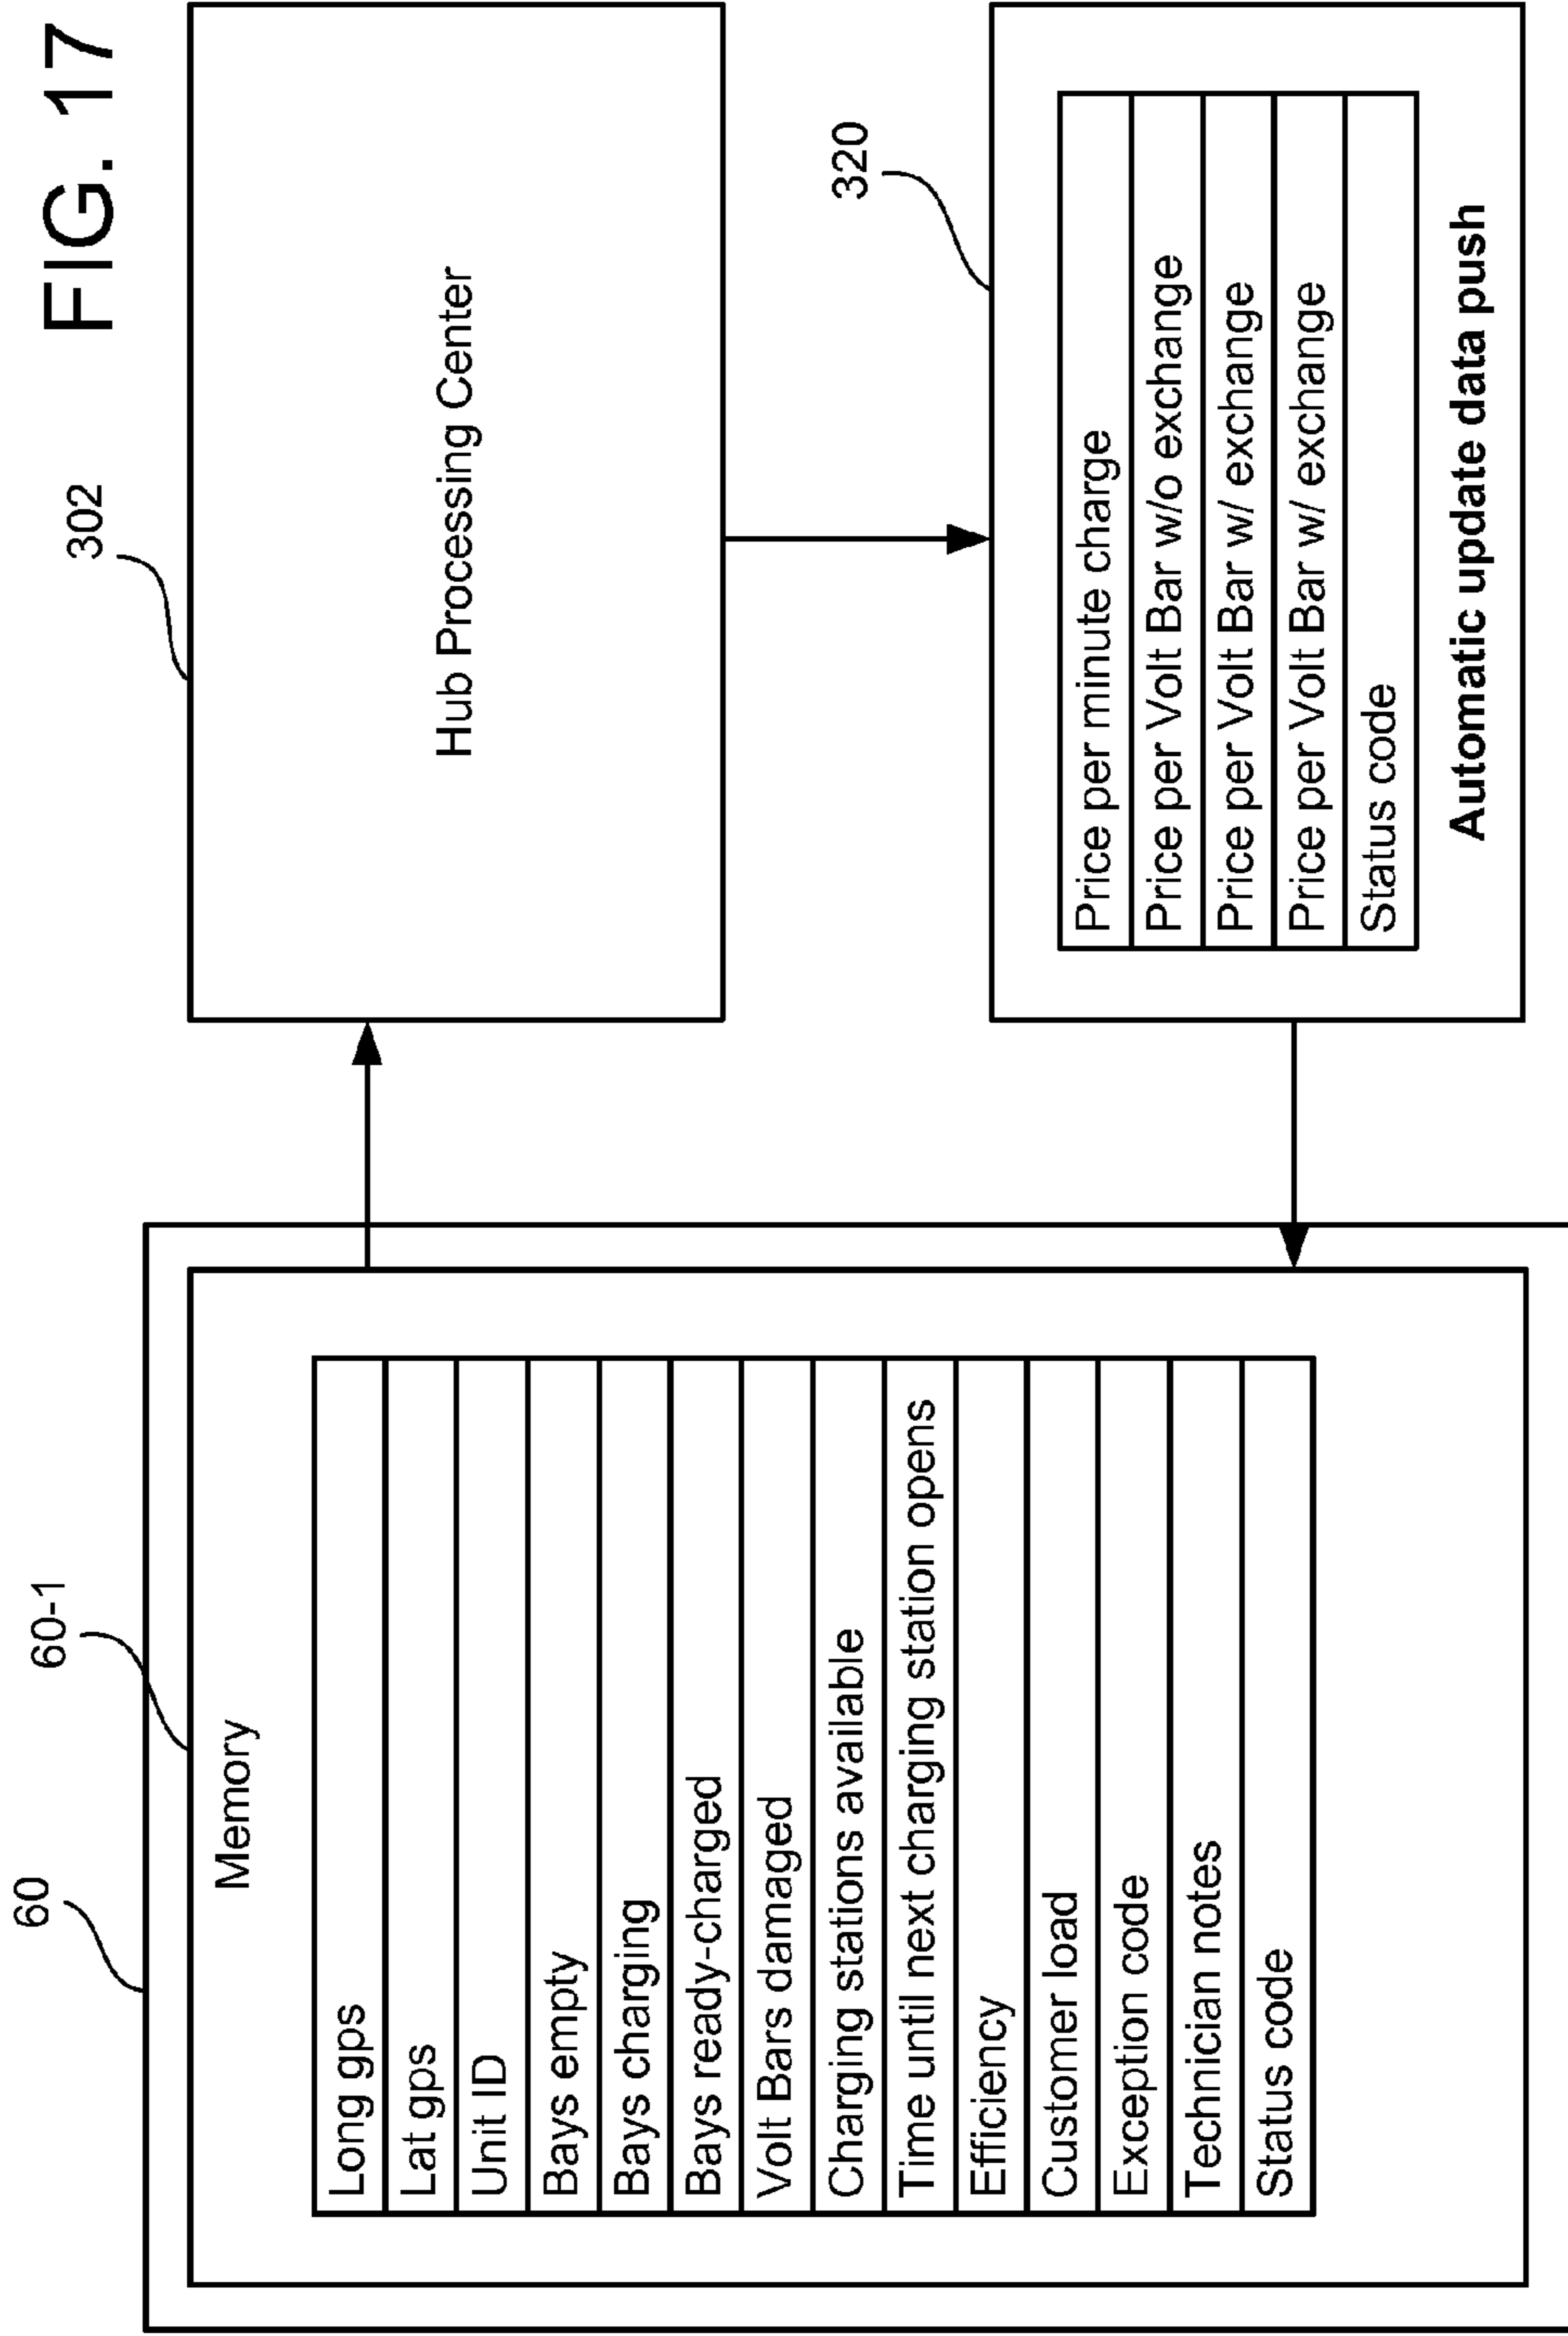 FIG. 17
60
60-1
Memory
Long gps
Lat gps
Unit ID
Bays empty
Bays charging
Bays ready-charged
Volt Bars damaged
Charging stations available
Time until next charging station opens
Efficiency
Customer load
Exception code
Technician notes
Status code
302
Hub Processing Center
320
Price per minute charge
Price per Volt Bar w/o exchange
Price per Volt Bar w/ exchange
Price per Volt Bar w/ exchange
Status code
Automatic update data push